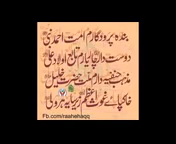 بندہ پروردگارم امت احمد نبی
دوست دار چار یارم تابع اولاد علی
مذہب حنفیہ دارم ملت حضرت خلیل
خاکپائے غوث اعظم زیر سایہ ہر ولی
Fb.com/raahehaqq